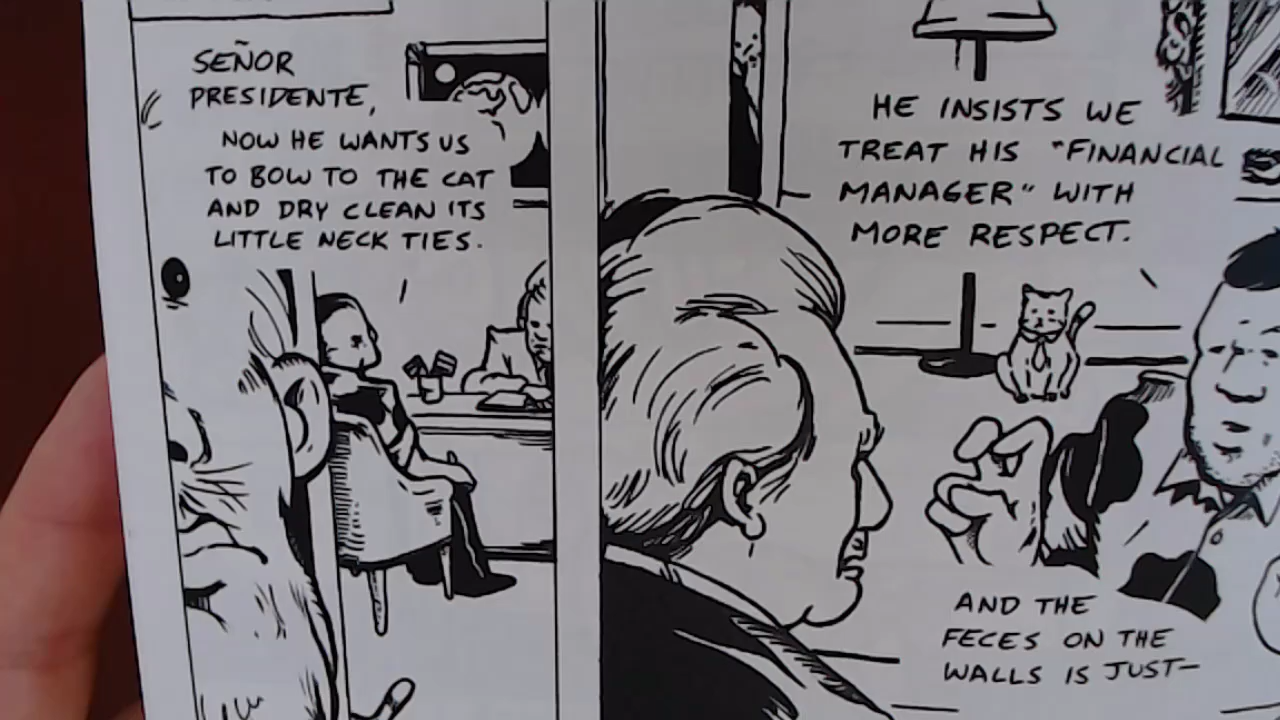 SEÑOR
PRESIDENTE,
NOW HE WANTS US
TO BOW TO THE CAT
AND DRY CLEAN ITS
LITTLE NECK TIES.
HE INSISTS WE
TREAT HIS "FINANCIAL
MANAGER" WITH
MORE RESPECT.
AND THE
FECES ON THE
WALLS IS JUST—